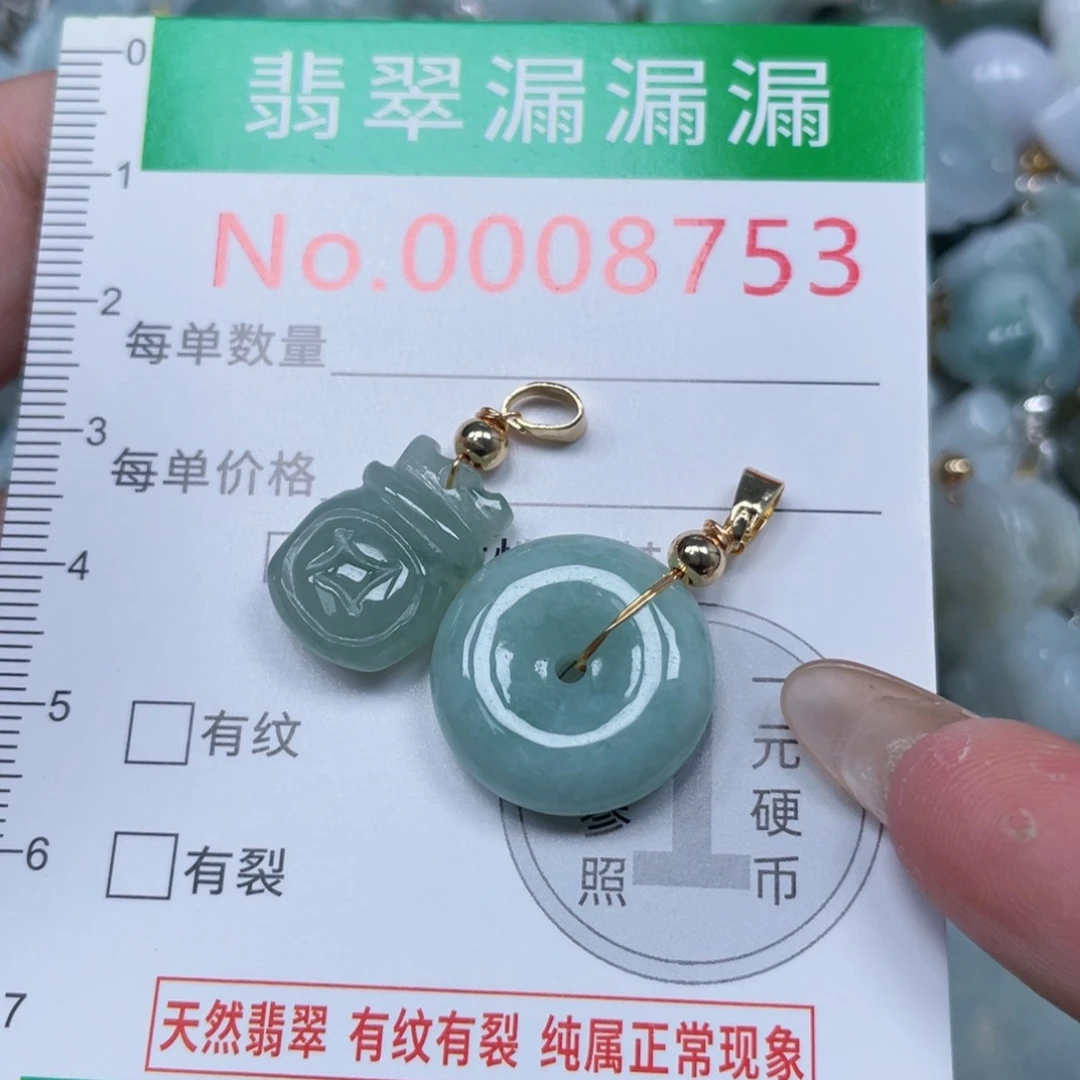 翡翠漏漏漏
No.0008753
每单数量
每单价格
有纹
有裂
一元硬币
参照
1
天然翡翠 有纹有裂 纯属正常现象
0
1
2
3
4
5
6
7